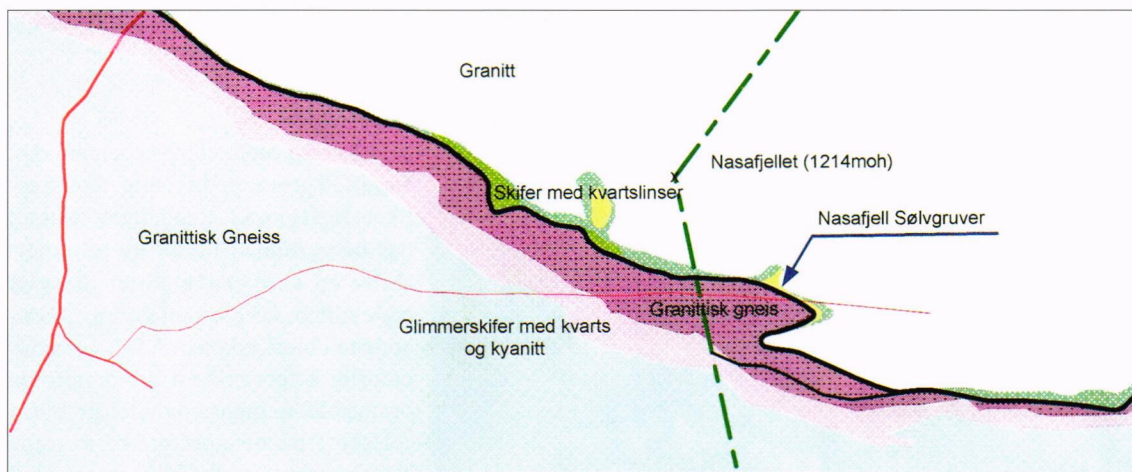 Granitt
Nasafjellet (1214moh)
Skifer med kvartslinser
Nasafjell Sølvgruver
Granittisk Gneiss
Granittisk gneis
Glimmerskifer med kvarts
og kyanitt